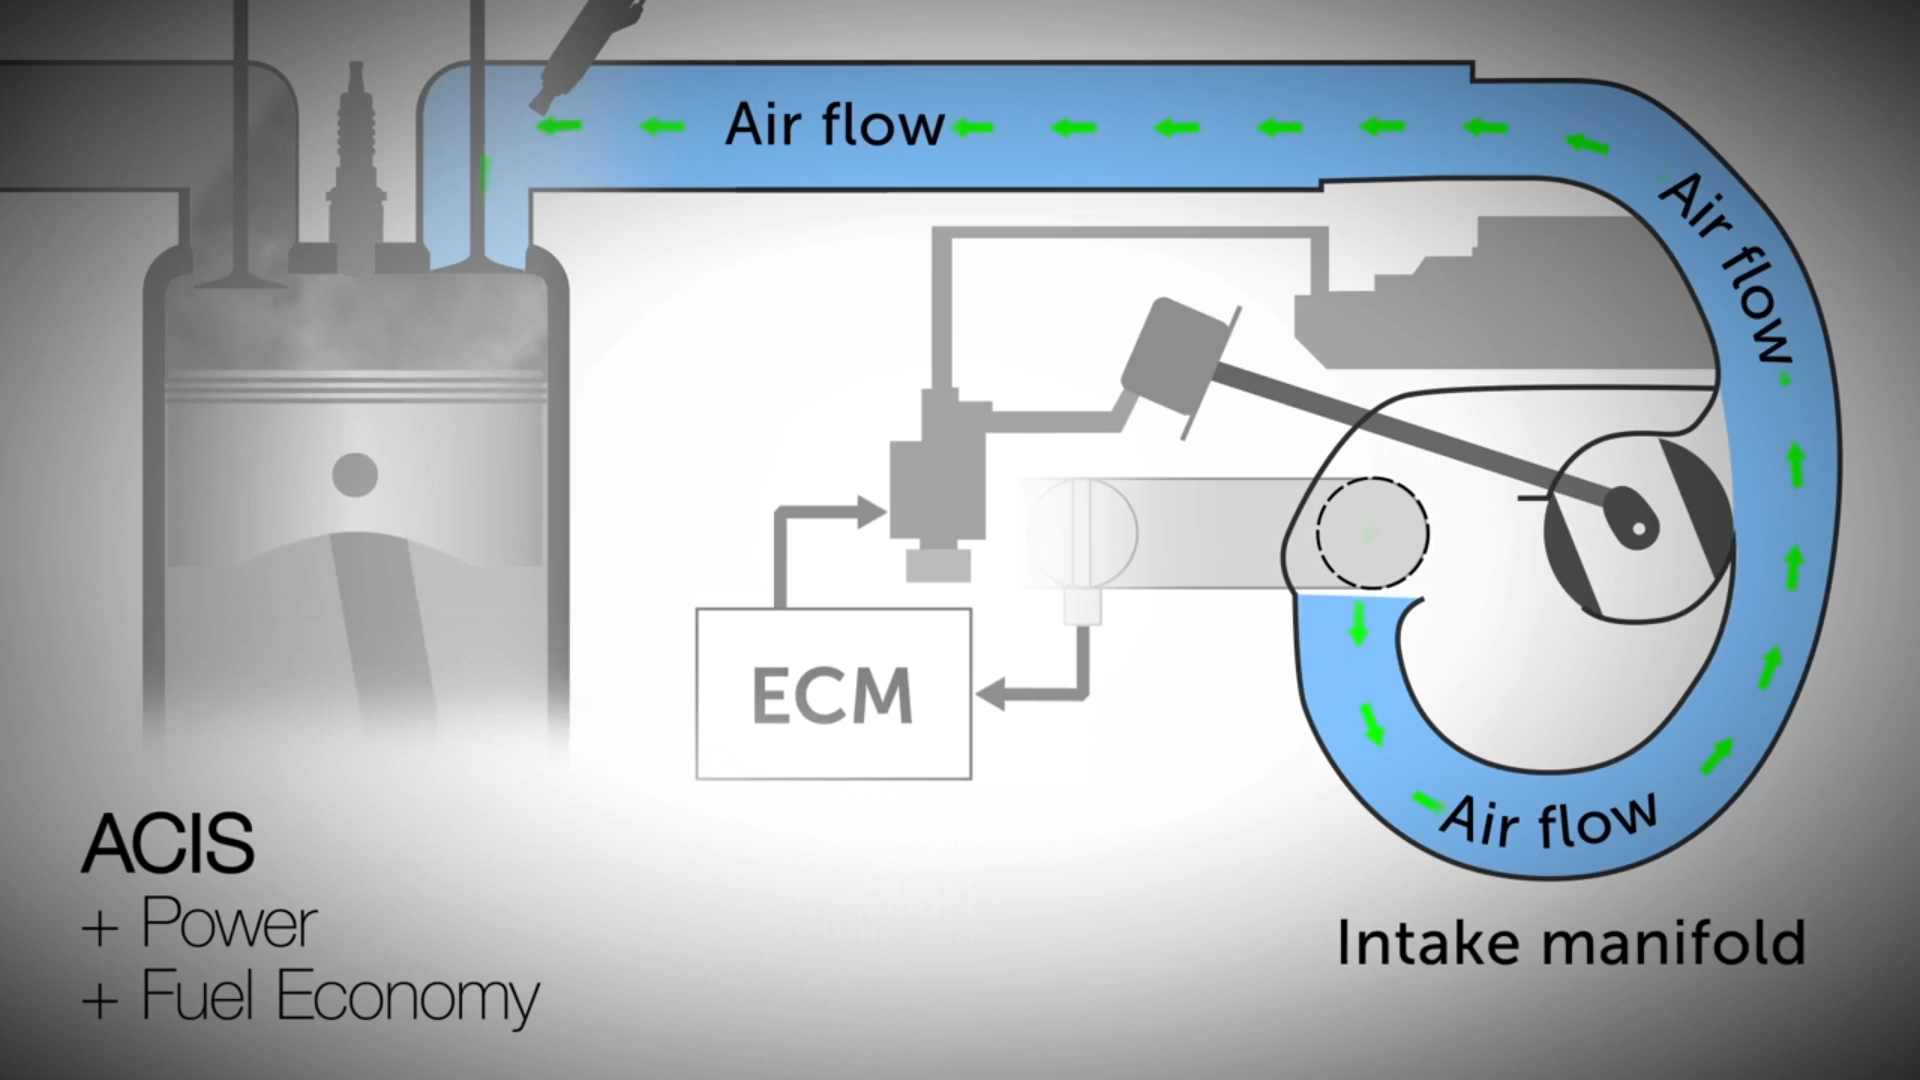 Air flow
Air flow
ECM
Air flow
ACIS
+ Power
+ Fuel Economy
Intake manifold